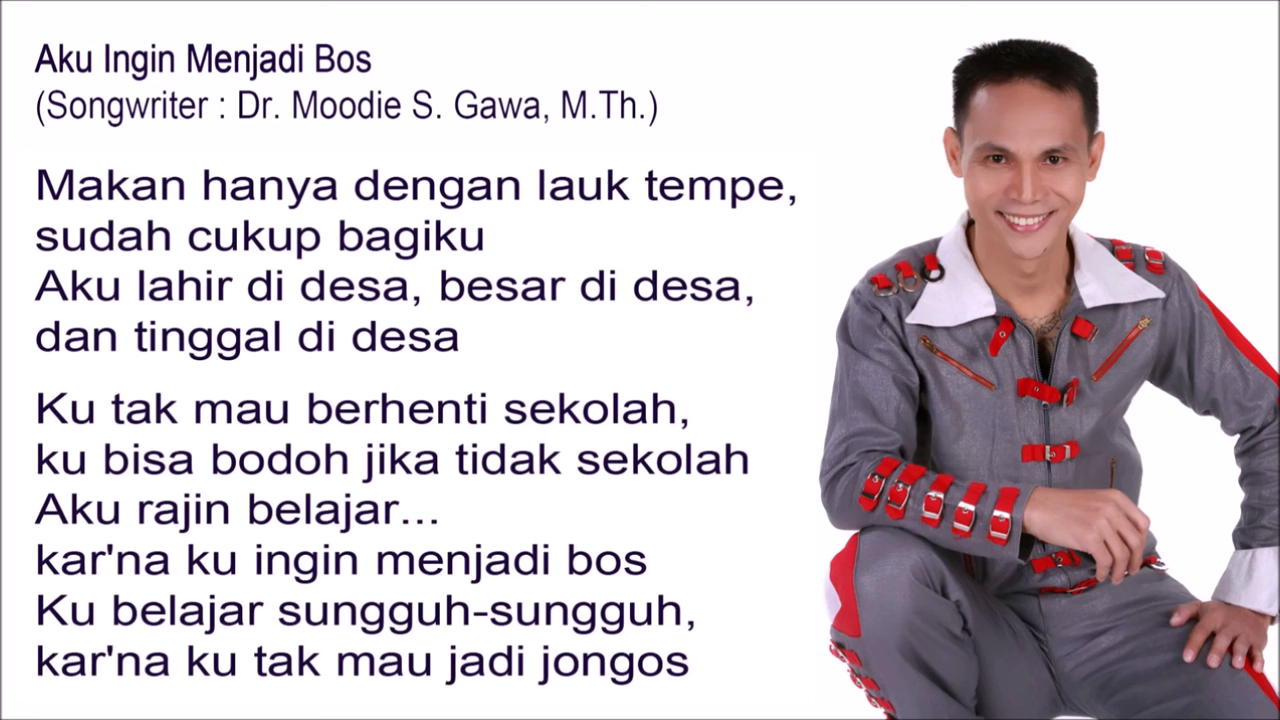 Aku Ingin Menjadi Bos
(Songwriter : Dr. Moodie S. Gawa, M.Th.)
Makan hanya dengan lauk tempe,
sudah cukup bagiku
Aku lahir di desa, besar di desa,
dan tinggal di desa
Ku tak mau berhenti sekolah,
ku bisa bodoh jika tidak sekolah
Aku rajin belajar...
kar'na ku ingin menjadi bos
Ku belajar sungguh-sungguh,
kar'na ku tak mau jadi jongos